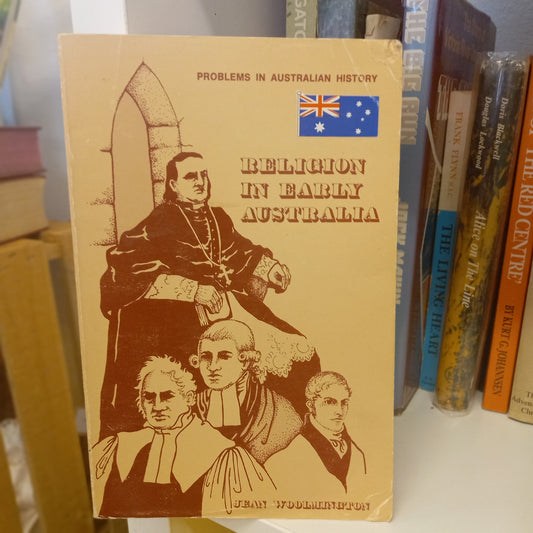 PROBLEMS IN AUSTRALIAN HISTORY
RELIGION
IN EARLY
AUSTRALIA
JEAN WOOLMINGTON
FRANK FLYNN
THE LIVING HEART
Doris Blackwell
Douglas Lockwood
Alice on The Line
THE RED CENTRE
BY KURT G. JOHANNSEN